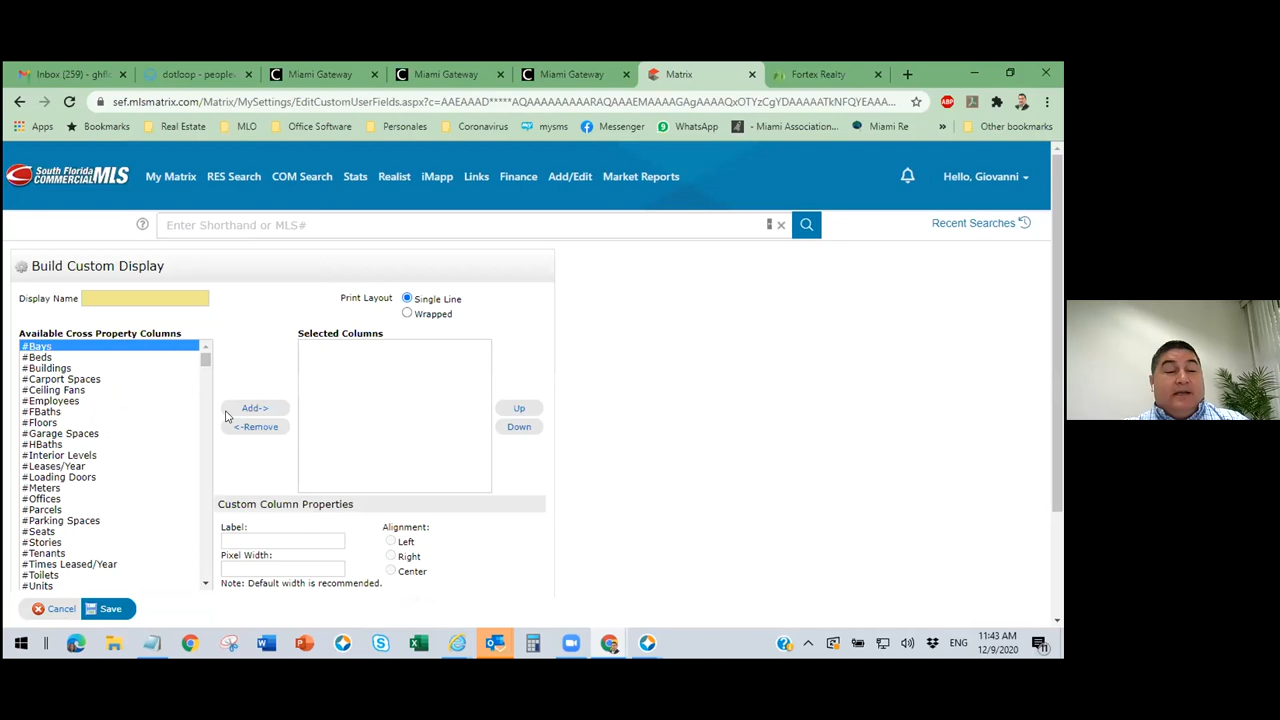 Inbox (259) - ghfl
dotloop - people
Miami Gateway
Miami Gateway
Miami Gateway
Matrix
Fortex Realty
sef.mlsmatrix.com/Matrix/MySettings/EditCustomUserFields.aspx?c=AAEAAAD*****AQAAAAAAAAARAQAAAEMAAAAGAgAAAAQxOTYzCgYDAAAAATkNFQYEAAA...
ABP
Apps
Bookmarks
Real Estate
MLO
Office Software
Personales
Coronavirus
mysms
Messenger
WhatsApp
- Miami Association...
Miami Re
»
Other bookmarks
South Florida
COMMERCIAL MLS
My Matrix
RES Search
COM Search
Stats
Realist
iMapp
Links
Finance
Add/Edit
Market Reports
Hello, Giovanni
Enter Shorthand or MLS#
Recent Searches
Build Custom Display
Display Name
Print Layout
Single Line
Wrapped
Available Cross Property Columns
Selected Columns
#Bays
#Beds
#Buildings
#Carport Spaces
#Ceiling Fans
#Employees
#FBaths
#Floors
#Garage Spaces
#HBaths
#Interior Levels
#Leases/Year
#Loading Doors
#Meters
#Offices
#Parcels
#Parking Spaces
#Seats
#Stories
#Tenants
#Times Leased/Year
#Toilets
#Units
Add->
<-Remove
Up
Down
Custom Column Properties
Label:
Alignment:
Left
Pixel Width:
Right
Center
Note: Default width is recommended.
Cancel
Save
ENG
11:43 AM
12/9/2020